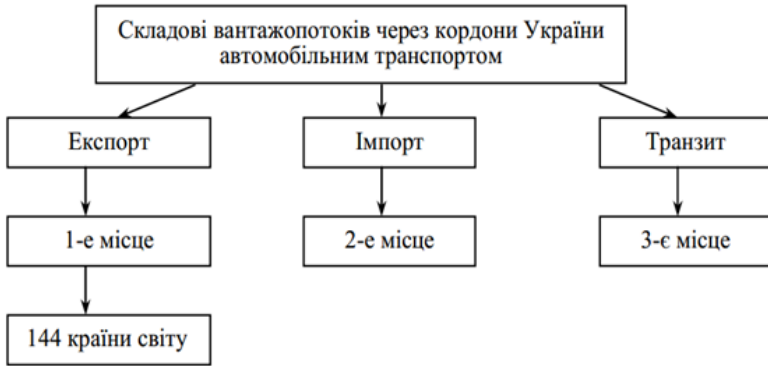 Складові вантажопотоків через кордони України
автомобільним транспортом
Експорт
Імпорт
Транзит
1-е місце
2-е місце
3-є місце
144 країни світу